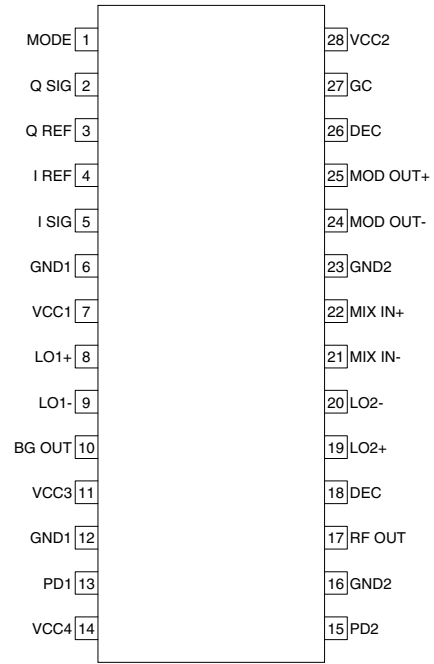 MODE 1 28 VCC2
Q SIG 2 27 GC
Q REF 3 26 DEC
I REF 4 25 MOD OUT+
I SIG 5 24 MOD OUT-
GND1 6 23 GND2
VCC1 7 22 MIX IN+
LO1+ 8 21 MIX IN-
LO1- 9 20 LO2-
BG OUT 10 19 LO2+
VCC3 11 18 DEC
GND1 12 17 RF OUT
PD1 13 16 GND2
VCC4 14 15 PD2